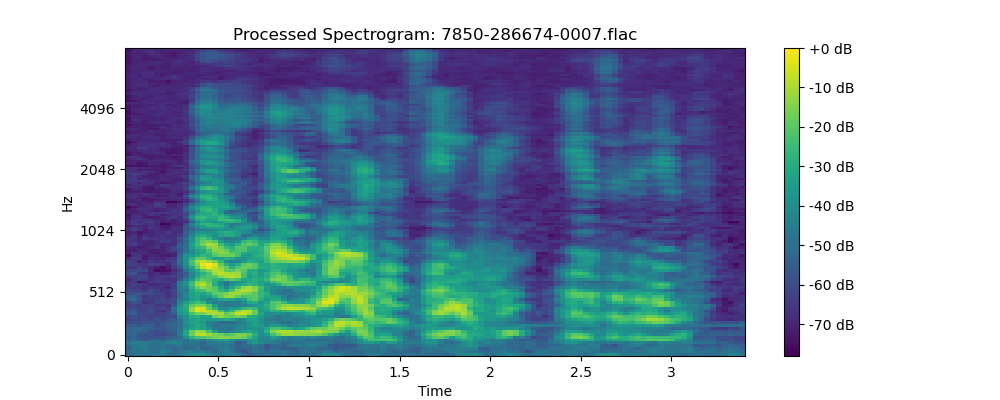 Processed Spectrogram: 7850-286674-0007.flac
Hz
4096
2048
1024
512
0
0
0.5
1
1.5
2
2.5
3
Time
+0 dB
-10 dB
-20 dB
-30 dB
-40 dB
-50 dB
-60 dB
-70 dB